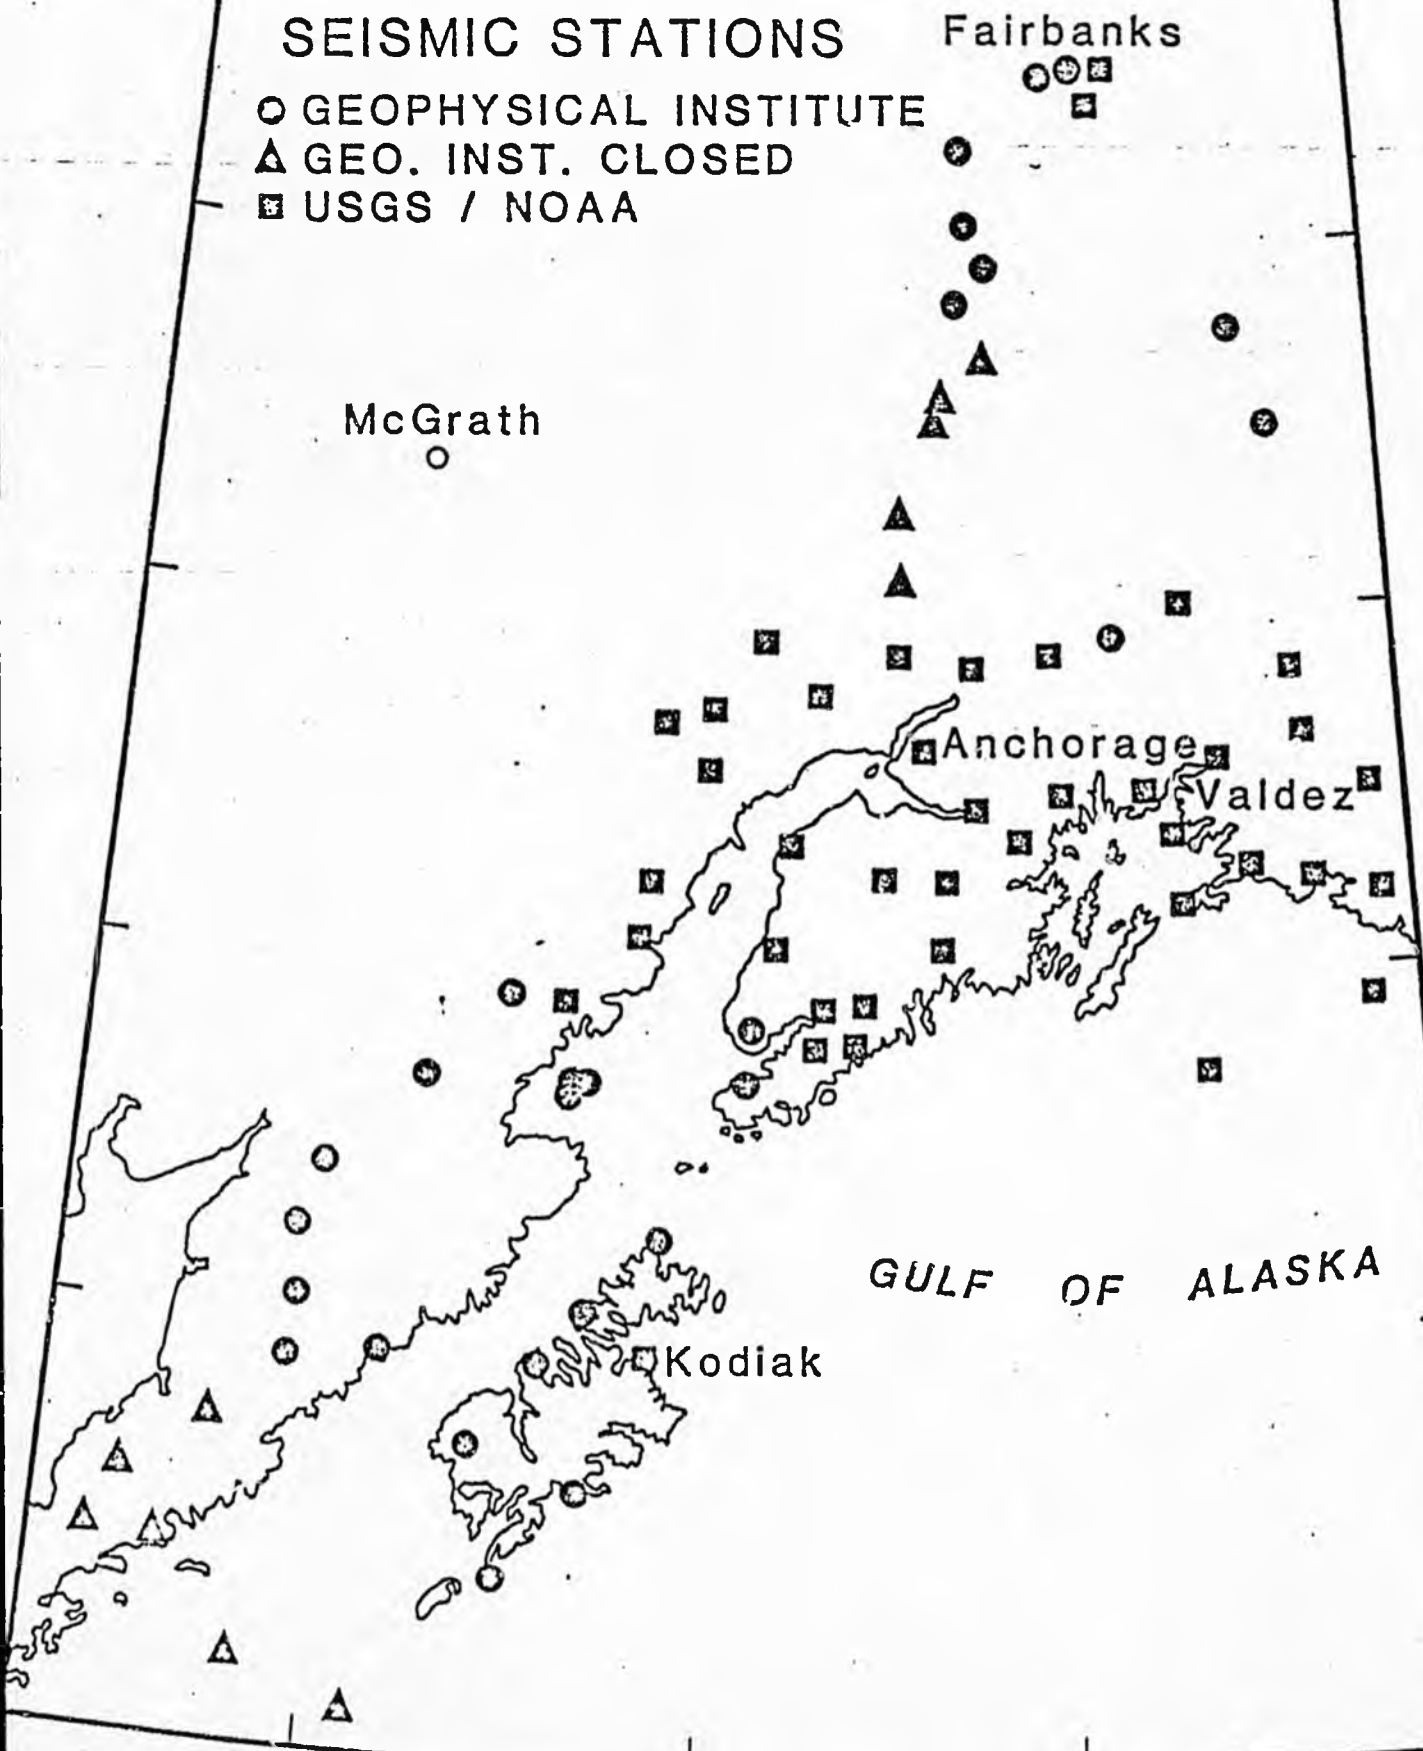 SEISMIC STATIONS
GEOPHYSICAL INSTITUTE
GEO. INST. CLOSED
USGS / NOAA
Fairbanks
McGrath
Anchorage
Valdez
GULF OF ALASKA
Kodiak